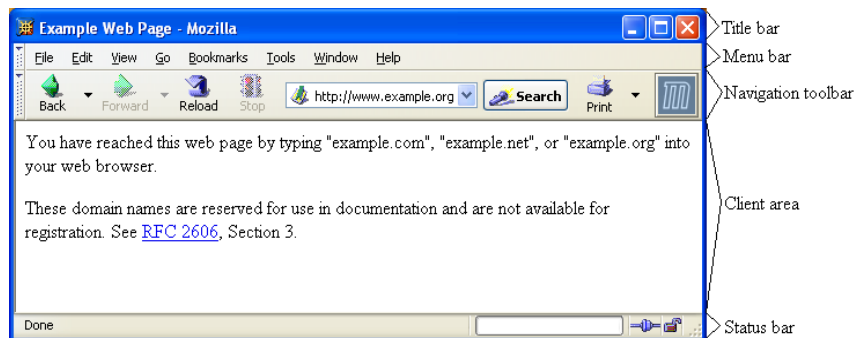 Example Web Page - Mozilla
Title bar
File Edit View Go Bookmarks Tools Window Help
Menu bar
Back Forward Reload Stop http://www.example.org Search Print
Navigation toolbar
You have reached this web page by typing "example.com", "example.net", or "example.org" into
your web browser.
These domain names are reserved for use in documentation and are not available for
registration. See RFC 2606, Section 3.
Client area
Done
Status bar